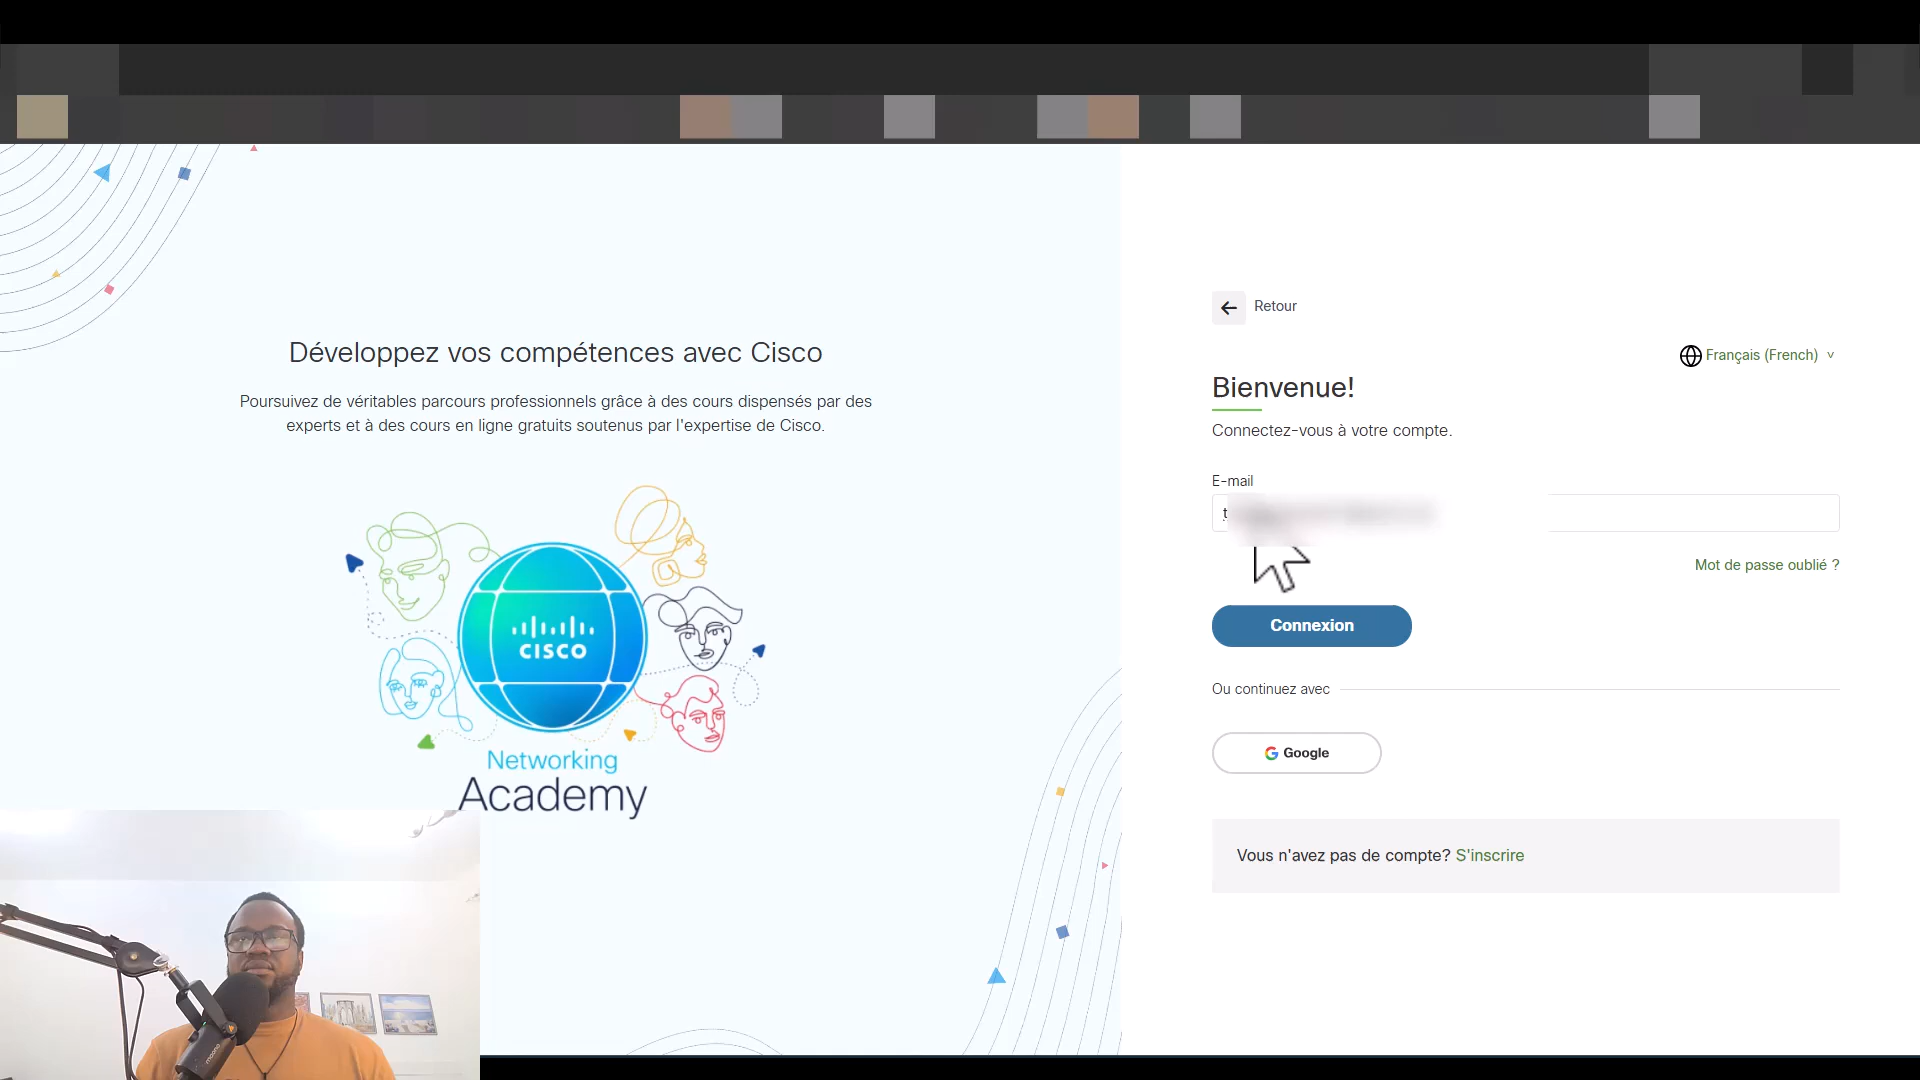 Développez vos compétences avec Cisco
Poursuivez de véritables parcours professionnels grâce à des cours dispensés par des
experts et à des cours en ligne gratuits soutenus par l'expertise de Cisco.
CISCO
Networking
Academy
Retour
Français (French)
Bienvenue!
Connectez-vous à votre compte.
E-mail
t
Mot de passe oublié ?
Connexion
Ou continuez avec
Google
Vous n'avez pas de compte? S'inscrire